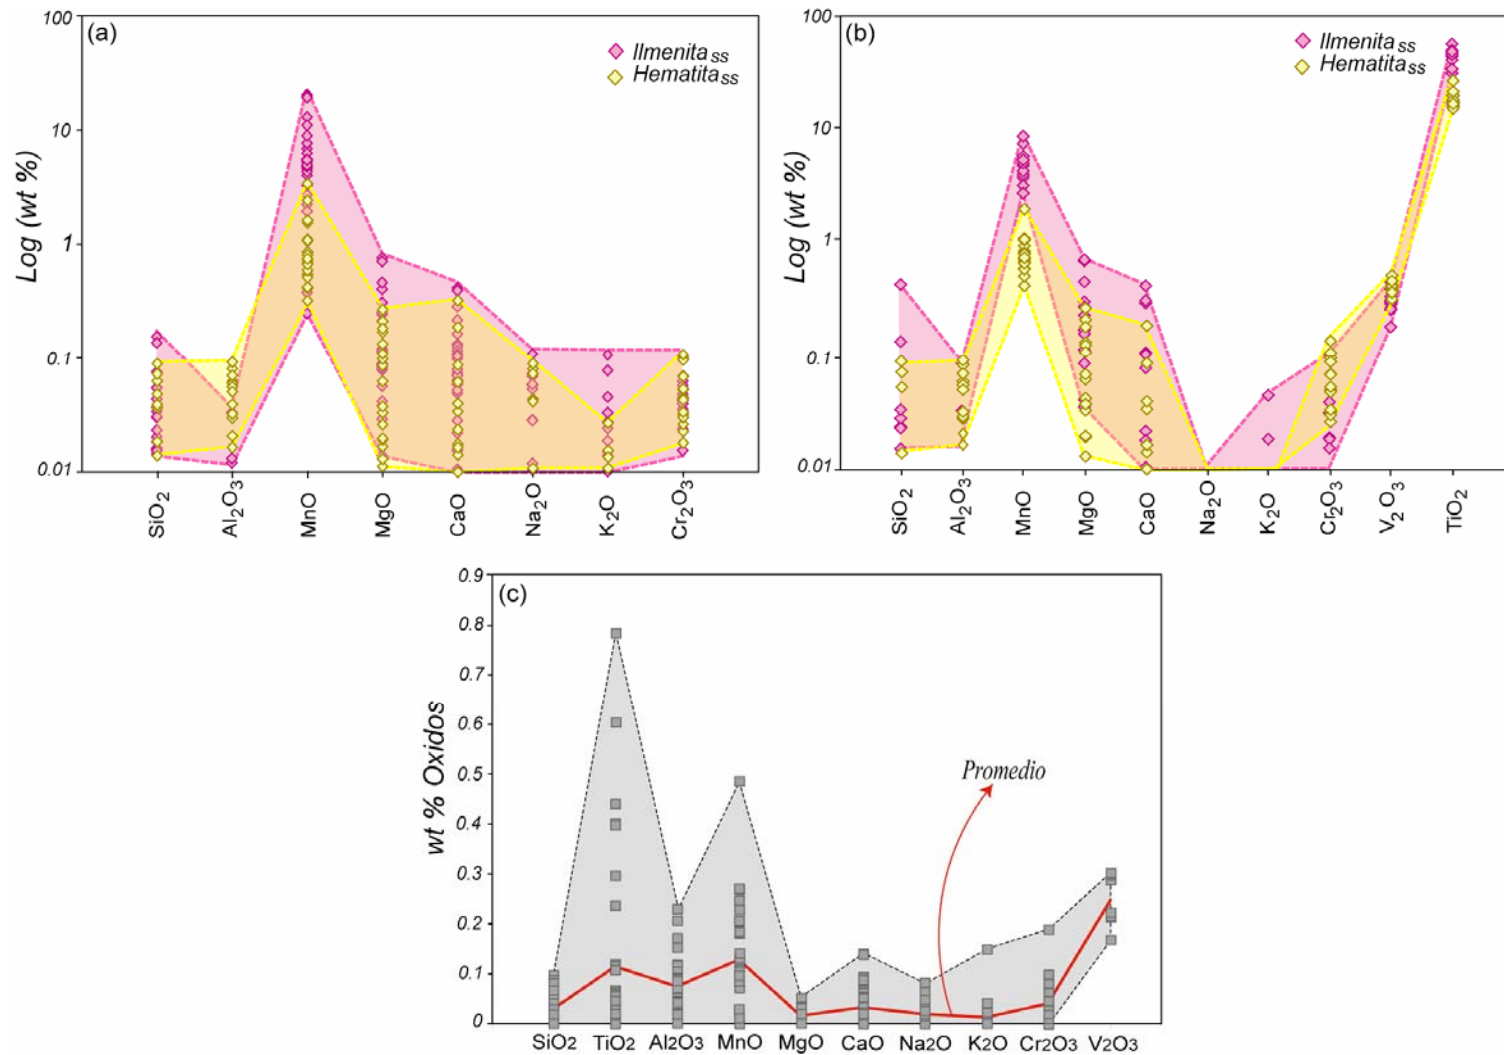 (a)
Ilmenita ss
Hematita ss
Log (wt %)
100
10
1
0.1
0.01
SiO2
Al2O3
MnO
MgO
CaO
Na2O
K2O
Cr2O3
(b)
Ilmenita ss
Hematita ss
Log (wt %)
100
10
1
0.1
0.01
SiO2
Al2O3
MnO
MgO
CaO
Na2O
K2O
Cr2O3
V2O3
TiO2
(c)
Promedio
wt % Oxidos
0.9
0.8
0.7
0.6
0.5
0.4
0.3
0.2
0.1
0
SiO2 TiO2 Al2O3 MnO MgO CaO Na2O K2O Cr2O3 V2O3